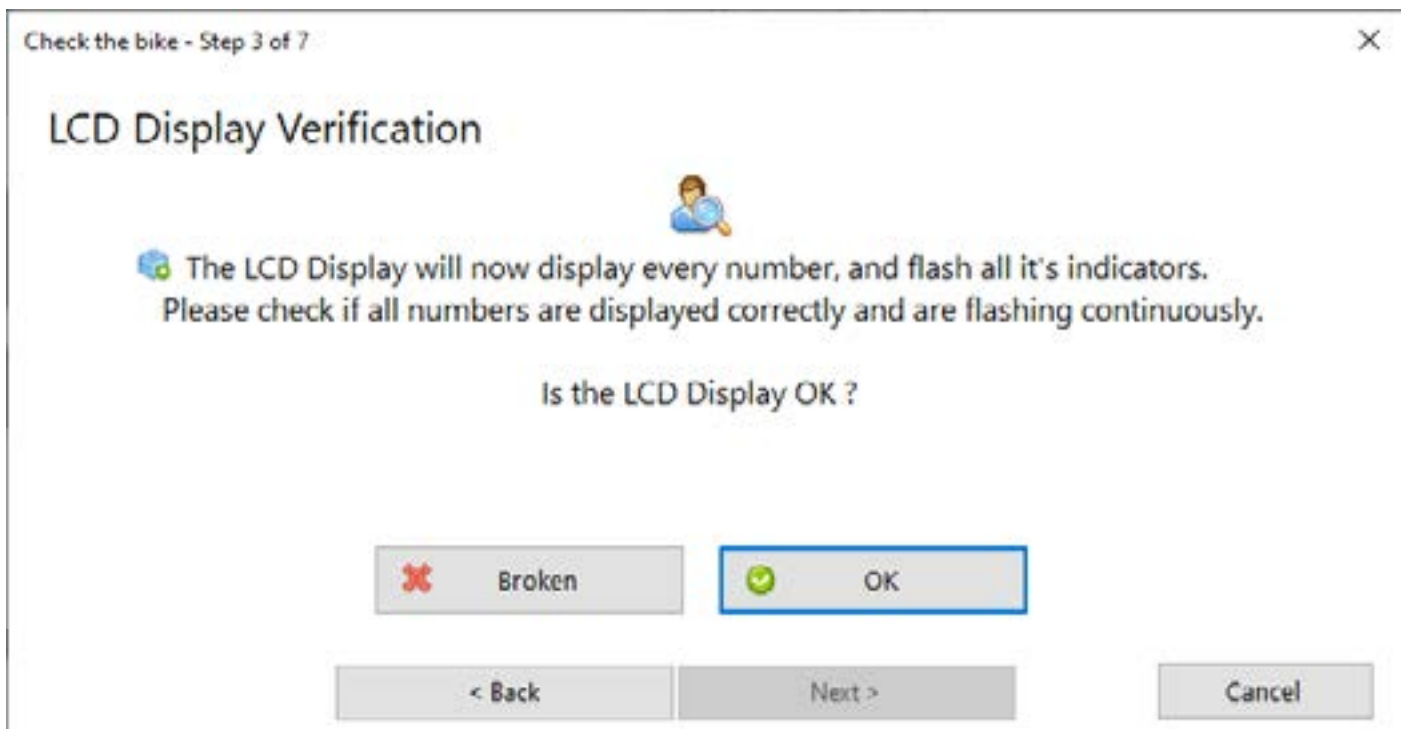 Check the bike - Step 3 of 7
LCD Display Verification
The LCD Display will now display every number, and flash all it's indicators.
Please check if all numbers are displayed correctly and are flashing continuously.
Is the LCD Display OK ?
Broken
OK
< Back
Next >
Cancel